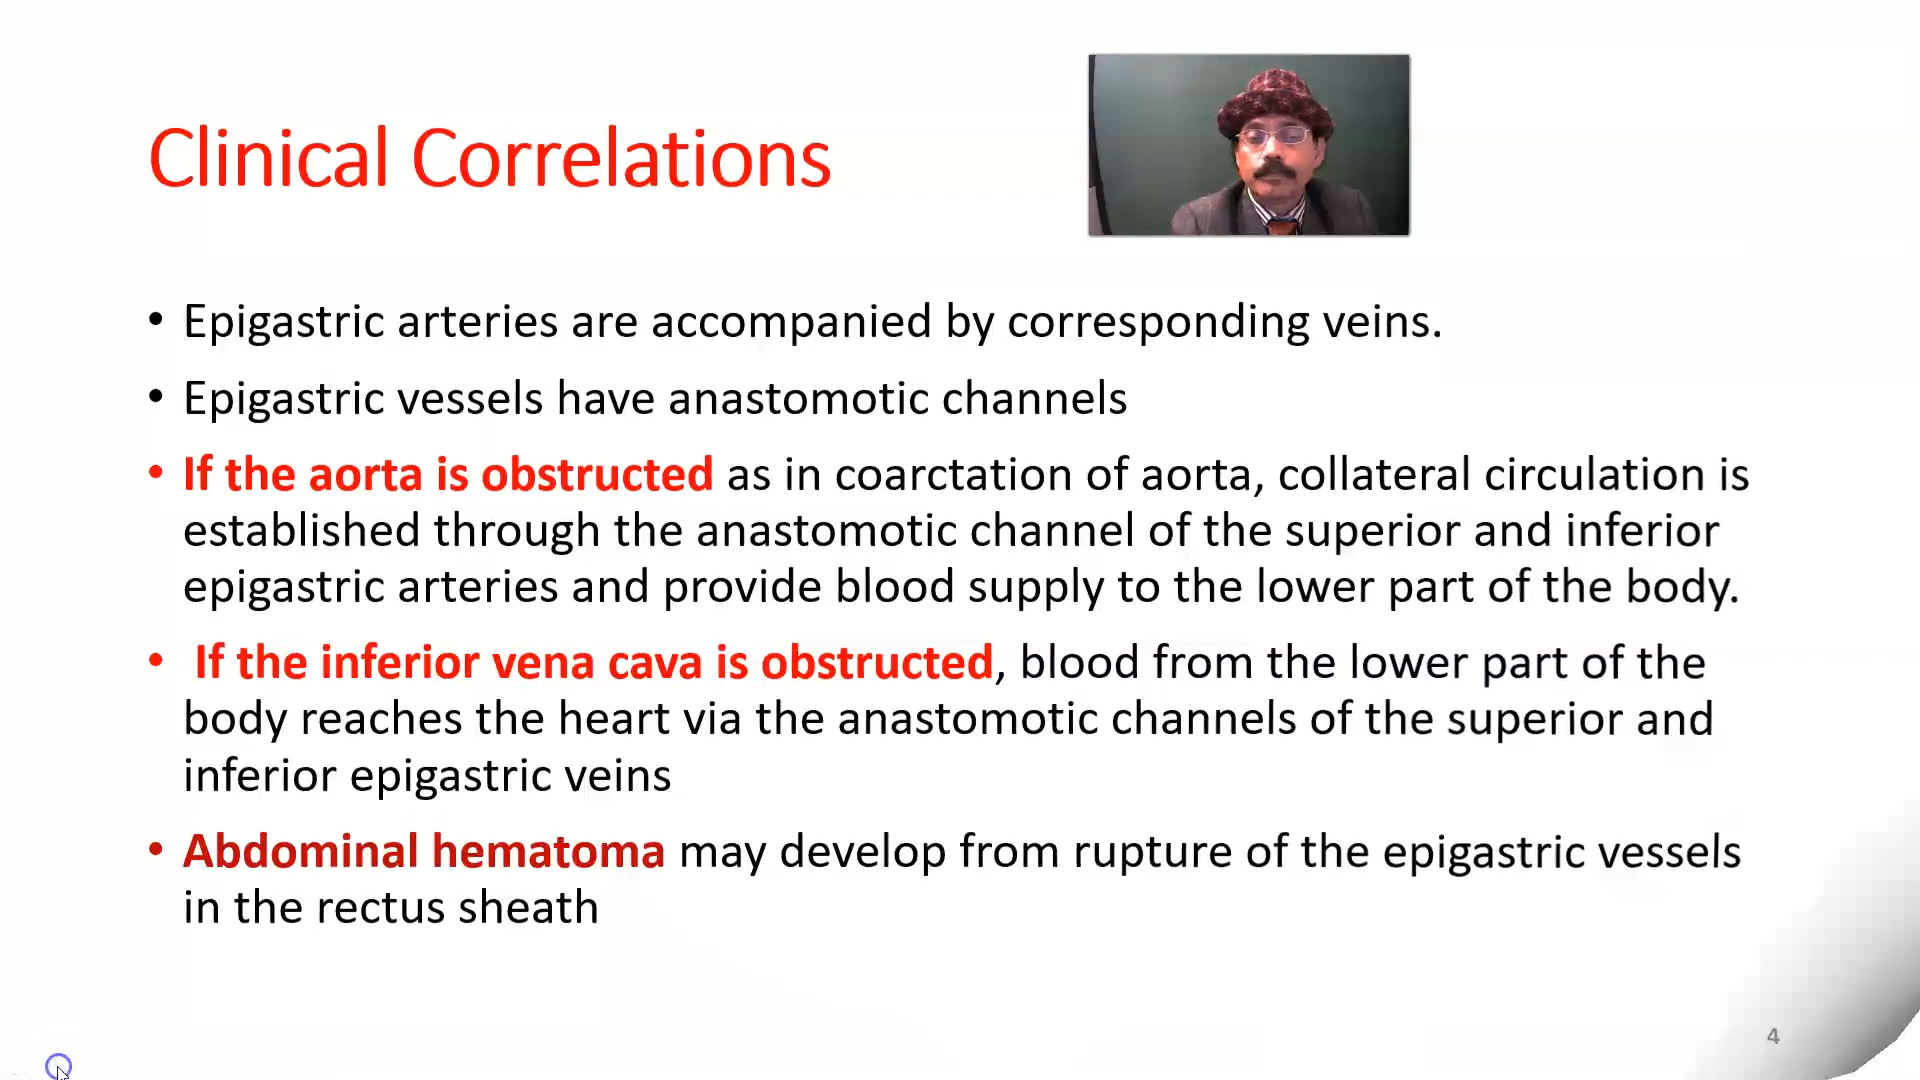 Clinical Correlations
• Epigastric arteries are accompanied by corresponding veins.
• Epigastric vessels have anastomotic channels
• If the aorta is obstructed as in coarctation of aorta, collateral circulation is
established through the anastomotic channel of the superior and inferior
epigastric arteries and provide blood supply to the lower part of the body.
• If the inferior vena cava is obstructed, blood from the lower part of the
body reaches the heart via the anastomotic channels of the superior and
inferior epigastric veins
• Abdominal hematoma may develop from rupture of the epigastric vessels
in the rectus sheath
4